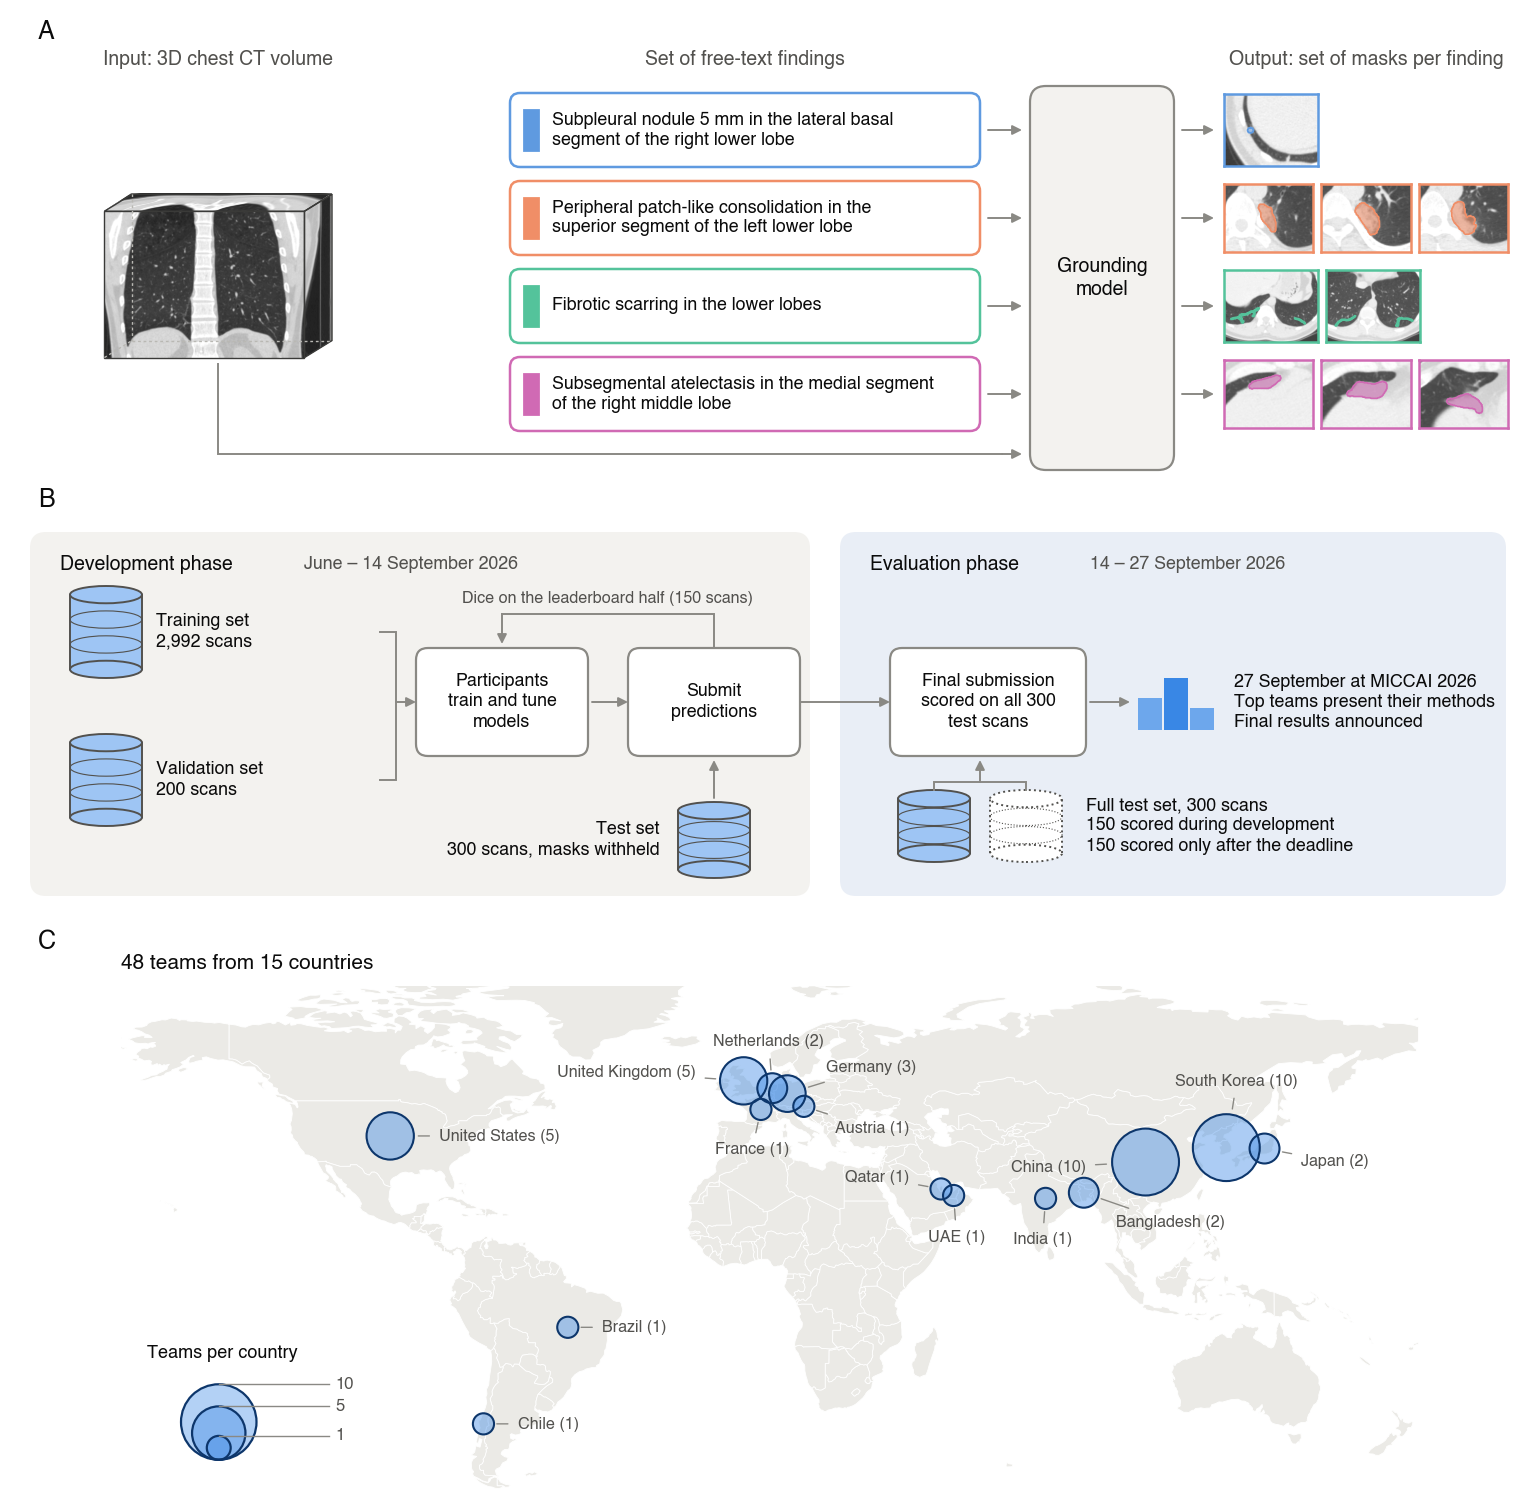 A
Input: 3D chest CT volume
Set of free-text findings
Output: set of masks per finding
Subpleural nodule 5 mm in the lateral basal
segment of the right lower lobe
Peripheral patch-like consolidation in the
superior segment of the left lower lobe
Fibrotic scarring in the lower lobes
Subsegmental atelectasis in the medial segment
of the right middle lobe
Grounding
model
B
Development phase
June – 14 September 2026
Training set
2,992 scans
Validation set
200 scans
Dice on the leaderboard half (150 scans)
Participants
train and tune
models
Submit
predictions
Test set
300 scans, masks withheld
Evaluation phase
14 – 27 September 2026
Final submission
scored on all 300
test scans
27 September at MICCAI 2026
Top teams present their methods
Final results announced
Full test set, 300 scans
150 scored during development
150 scored only after the deadline
C
48 teams from 15 countries
Netherlands (2)
United Kingdom (5)
Germany (3)
South Korea (10)
United States (5)
Austria (1)
France (1)
Japan (2)
China (10)
Qatar (1)
Bangladesh (2)
UAE (1)
India (1)
Brazil (1)
Chile (1)
Teams per country
10
5
1